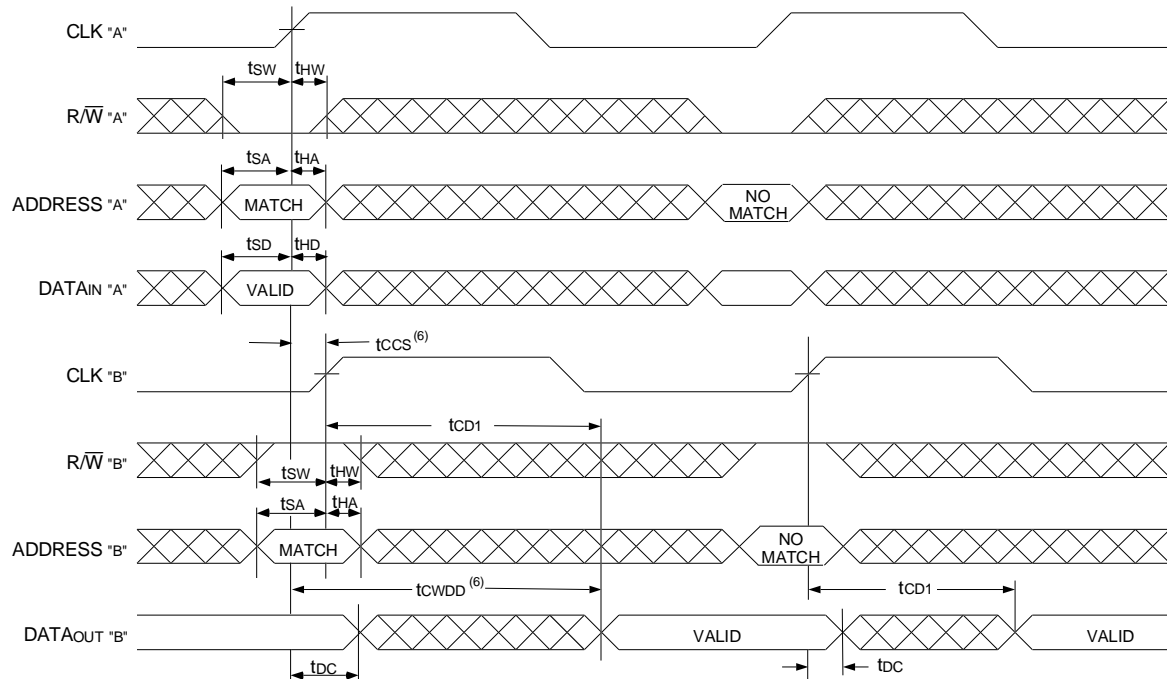 CLK "A"
tSW tHW
R/W̅ "A"
tSA tHA
ADDRESS "A" MATCH NO MATCH
tSD tHD
DATAIN "A" VALID
tCCS (6)
CLK "B"
tCD1
R/W̅ "B"
tSW tHW
tSA tHA
ADDRESS "B" MATCH NO MATCH
tCWDD (6) tCD1
DATAOUT "B" VALID VALID
tDC tDC